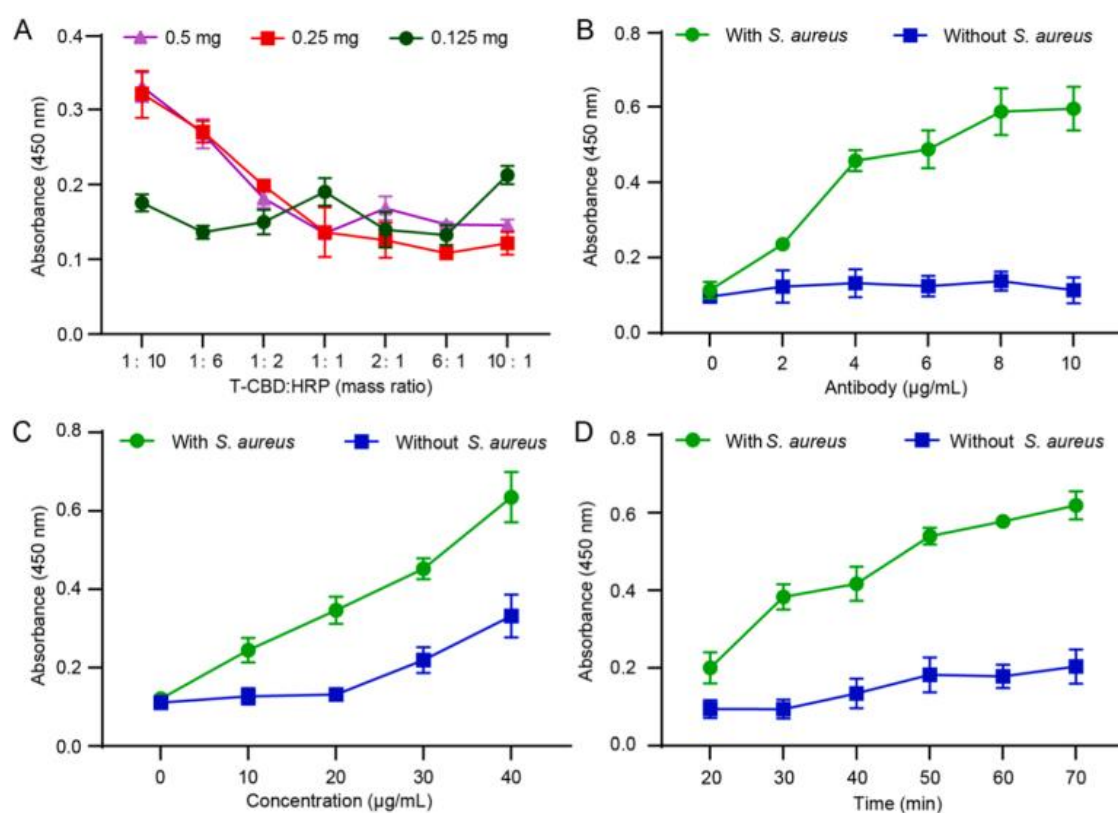 A
0.5 mg 0.25 mg 0.125 mg
Absorbance (450 nm)
0.4
0.3
0.2
0.1
0.0
1 : 10 1 : 6 1 : 2 1 : 1 2 : 1 6 : 1 10 : 1
T-CBD:HRP (mass ratio)
B
With S. aureus Without S. aureus
Absorbance (450 nm)
0.8
0.6
0.4
0.2
0.0
0 2 4 6 8 10
Antibody (µg/mL)
C
With S. aureus Without S. aureus
Absorbance (450 nm)
0.8
0.6
0.4
0.2
0.0
0 10 20 30 40
Concentration (µg/mL)
D
With S. aureus Without S. aureus
Absorbance (450 nm)
0.8
0.6
0.4
0.2
0.0
20 30 40 50 60 70
Time (min)